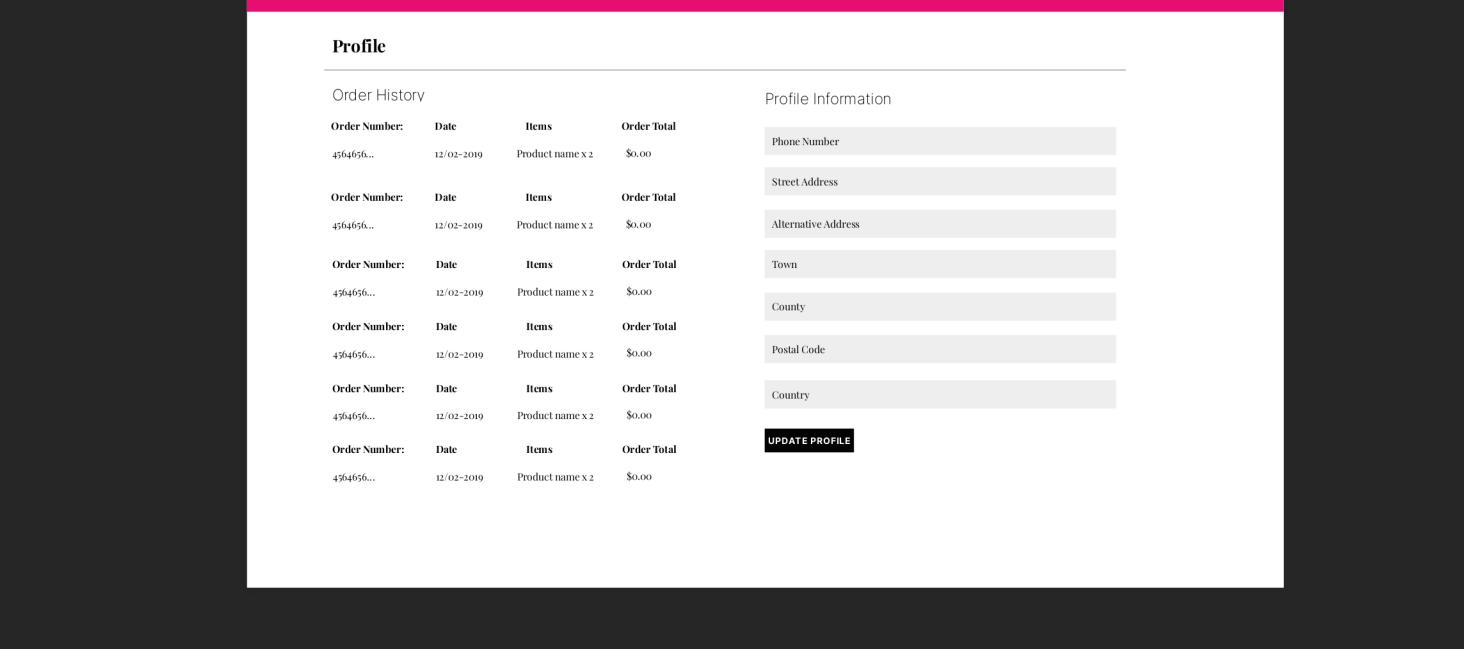 Profile
Order History
Order Number: Date Items Order Total
4564656... 12/02-2019 Product name x 2 $0.00
Order Number: Date Items Order Total
4564656... 12/02-2019 Product name x 2 $0.00
Order Number: Date Items Order Total
4564656... 12/02-2019 Product name x 2 $0.00
Order Number: Date Items Order Total
4564656... 12/02-2019 Product name x 2 $0.00
Order Number: Date Items Order Total
4564656... 12/02-2019 Product name x 2 $0.00
Order Number: Date Items Order Total
4564656... 12/02-2019 Product name x 2 $0.00
Profile Information
Phone Number
Street Address
Alternative Address
Town
County
Postal Code
Country
UPDATE PROFILE